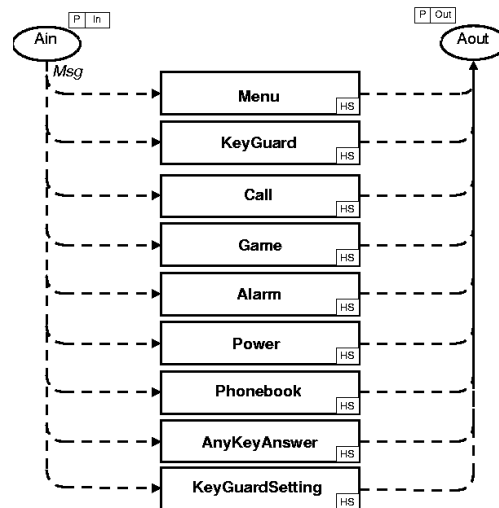 P In
P Out
Ain
Aout
Msg
Menu
HS
KeyGuard
HS
Call
HS
Game
HS
Alarm
HS
Power
HS
Phonebook
HS
AnyKeyAnswer
HS
KeyGuardSetting
HS